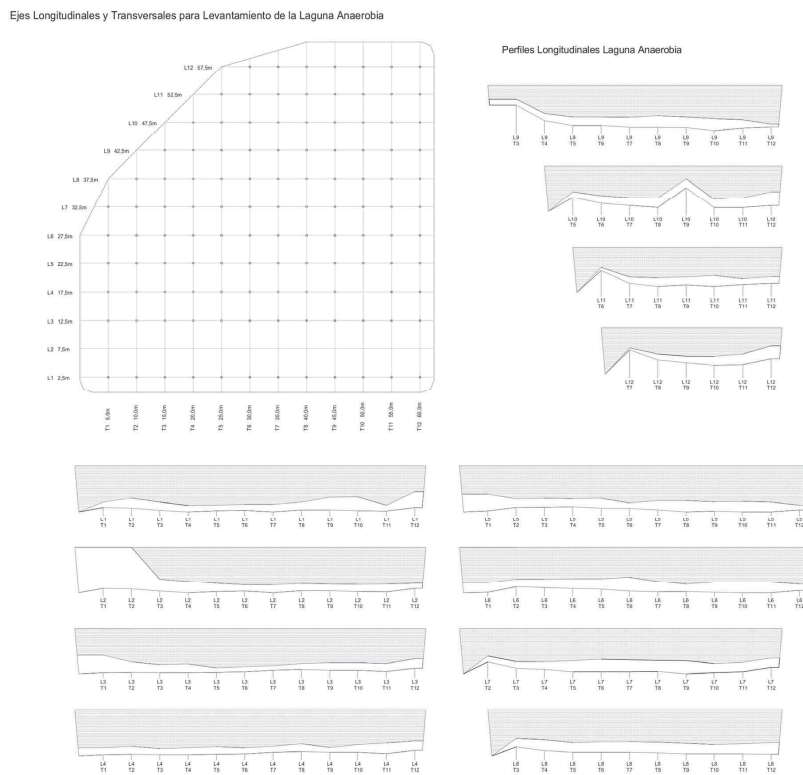 Ejes Longitudinales y Transversales para Levantamiento de la Laguna Anaerobia
Perfiles Longitudinales Laguna Anaerobia
L12 57,5m
L11 52,5m
L10 47,5m
L9 42,5m
L8 37,5m
L7 32,5m
L6 27,5m
L5 22,5m
L4 17,5m
L3 12,5m
L2 7,5m
L1 2,5m
T1 5,0m
T2 10,0m
T3 15,0m
T4 20,0m
T5 25,0m
T6 30,0m
T7 35,0m
T8 40,0m
T9 45,0m
T10 50,0m
T11 55,0m
T12 60,0m
L9 L9 L9 L9 L9 L9 L9 L9 L9 L9
T3 T4 T5 T6 T7 T8 T9 T10 T11 T12
L10 L10 L10 L10 L10 L10 L10 L10
T5 T6 T7 T8 T9 T10 T11 T12
L11 L11 L11 L11 L11 L11 L11
T6 T7 T8 T9 T10 T11 T12
L12 L12 L12 L12 L12 L12
T7 T8 T9 T10 T11 T12
L1 L1 L1 L1 L1 L1 L1 L1 L1 L1 L1 L1
T1 T2 T3 T4 T5 T6 T7 T8 T9 T10 T11 T12
L5 L5 L5 L5 L5 L5 L5 L5 L5 L5 L5 L5
T1 T2 T3 T4 T5 T6 T7 T8 T9 T10 T11 T12
L2 L2 L2 L2 L2 L2 L2 L2 L2 L2 L2 L2
T1 T2 T3 T4 T5 T6 T7 T8 T9 T10 T11 T12
L6 L6 L6 L6 L6 L6 L6 L6 L6 L6 L6 L6
T1 T2 T3 T4 T5 T6 T7 T8 T9 T10 T11 T12
L3 L3 L3 L3 L3 L3 L3 L3 L3 L3 L3 L3
T1 T2 T3 T4 T5 T6 T7 T8 T9 T10 T11 T12
L7 L7 L7 L7 L7 L7 L7 L7 L7 L7 L7
T2 T3 T4 T5 T6 T7 T8 T9 T10 T11 T12
L4 L4 L4 L4 L4 L4 L4 L4 L4 L4 L4 L4
T1 T2 T3 T4 T5 T6 T7 T8 T9 T10 T11 T12
L8 L8 L8 L8 L8 L8 L8 L8 L8 L8
T3 T4 T5 T6 T7 T8 T9 T10 T11 T12